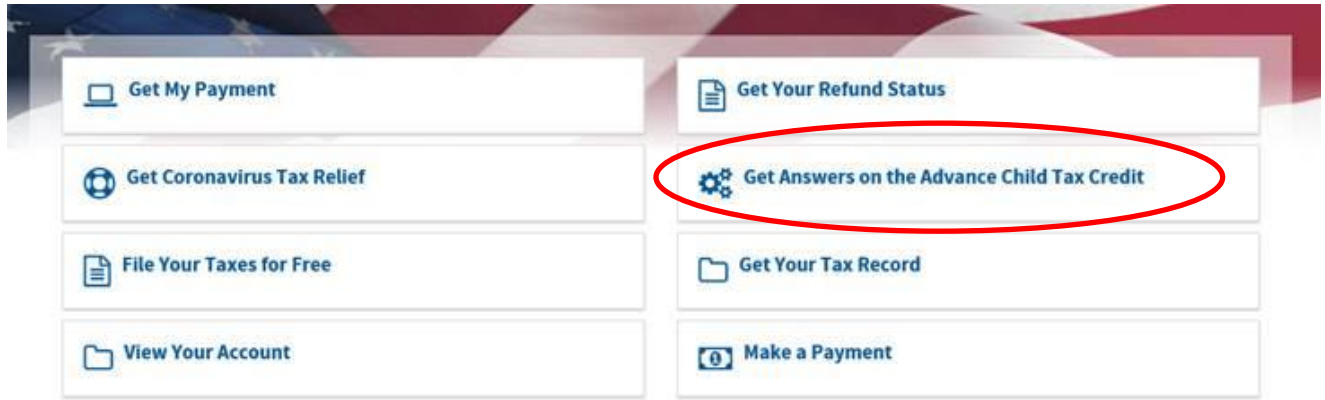 Get My Payment
Get Your Refund Status
Get Coronavirus Tax Relief
Get Answers on the Advance Child Tax Credit
File Your Taxes for Free
Get Your Tax Record
View Your Account
Make a Payment